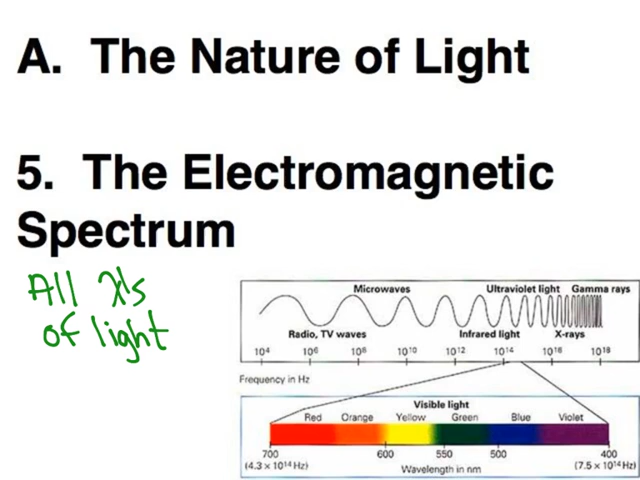 A. The Nature of Light
5. The Electromagnetic
Spectrum
All λ's
of light
Microwaves Ultraviolet light Gamma rays
Radio, TV waves Infrared light X-rays
10⁴ 10⁶ 10⁸ 10¹⁰ 10¹² 10¹⁴ 10¹⁶ 10¹⁸
Frequency in Hz
Visible light
Red Orange Yellow Green Blue Violet
700 600 550 500 400
(4.3 × 10¹⁴ Hz) Wavelength in nm (7.5 × 10¹⁴ Hz)